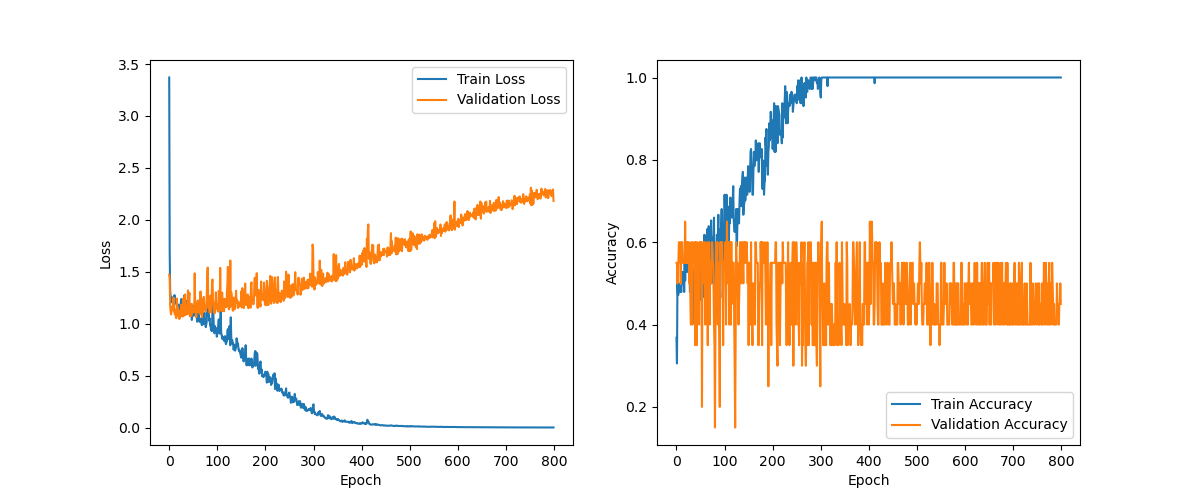 3.5
3.0
2.5
2.0
1.5
1.0
0.5
0.0
Loss
0 100 200 300 400 500 600 700 800
Epoch
Train Loss
Validation Loss
1.0
0.8
0.6
0.4
0.2
Accuracy
0 100 200 300 400 500 600 700 800
Epoch
Train Accuracy
Validation Accuracy